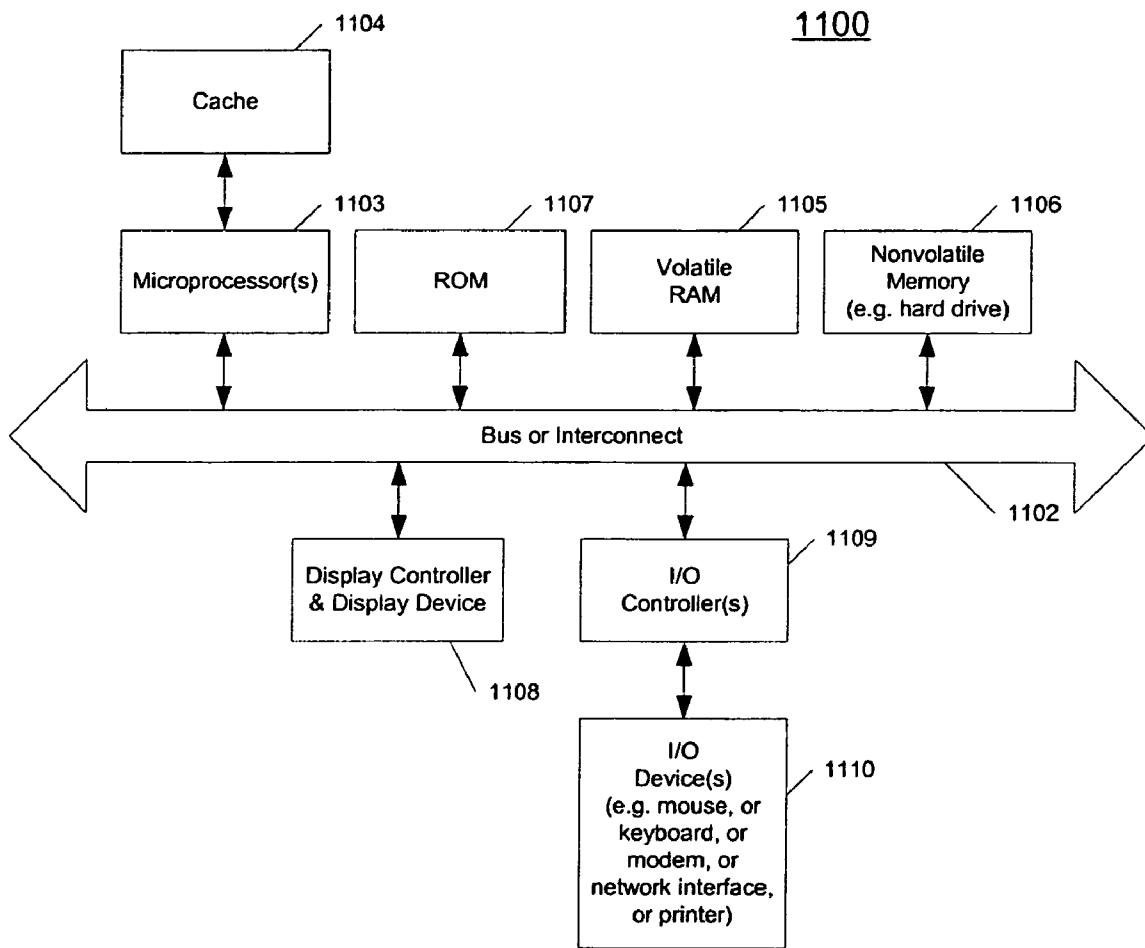 1104
1100
Cache
1103
1107
1105
1106
Microprocessor(s)
ROM
Volatile
RAM
Nonvolatile
Memory
(e.g. hard drive)
Bus or Interconnect
1102
Display Controller
& Display Device
1108
I/O
Controller(s)
1109
I/O
Device(s)
(e.g. mouse, or
keyboard, or
modem, or
network interface,
or printer)
1110